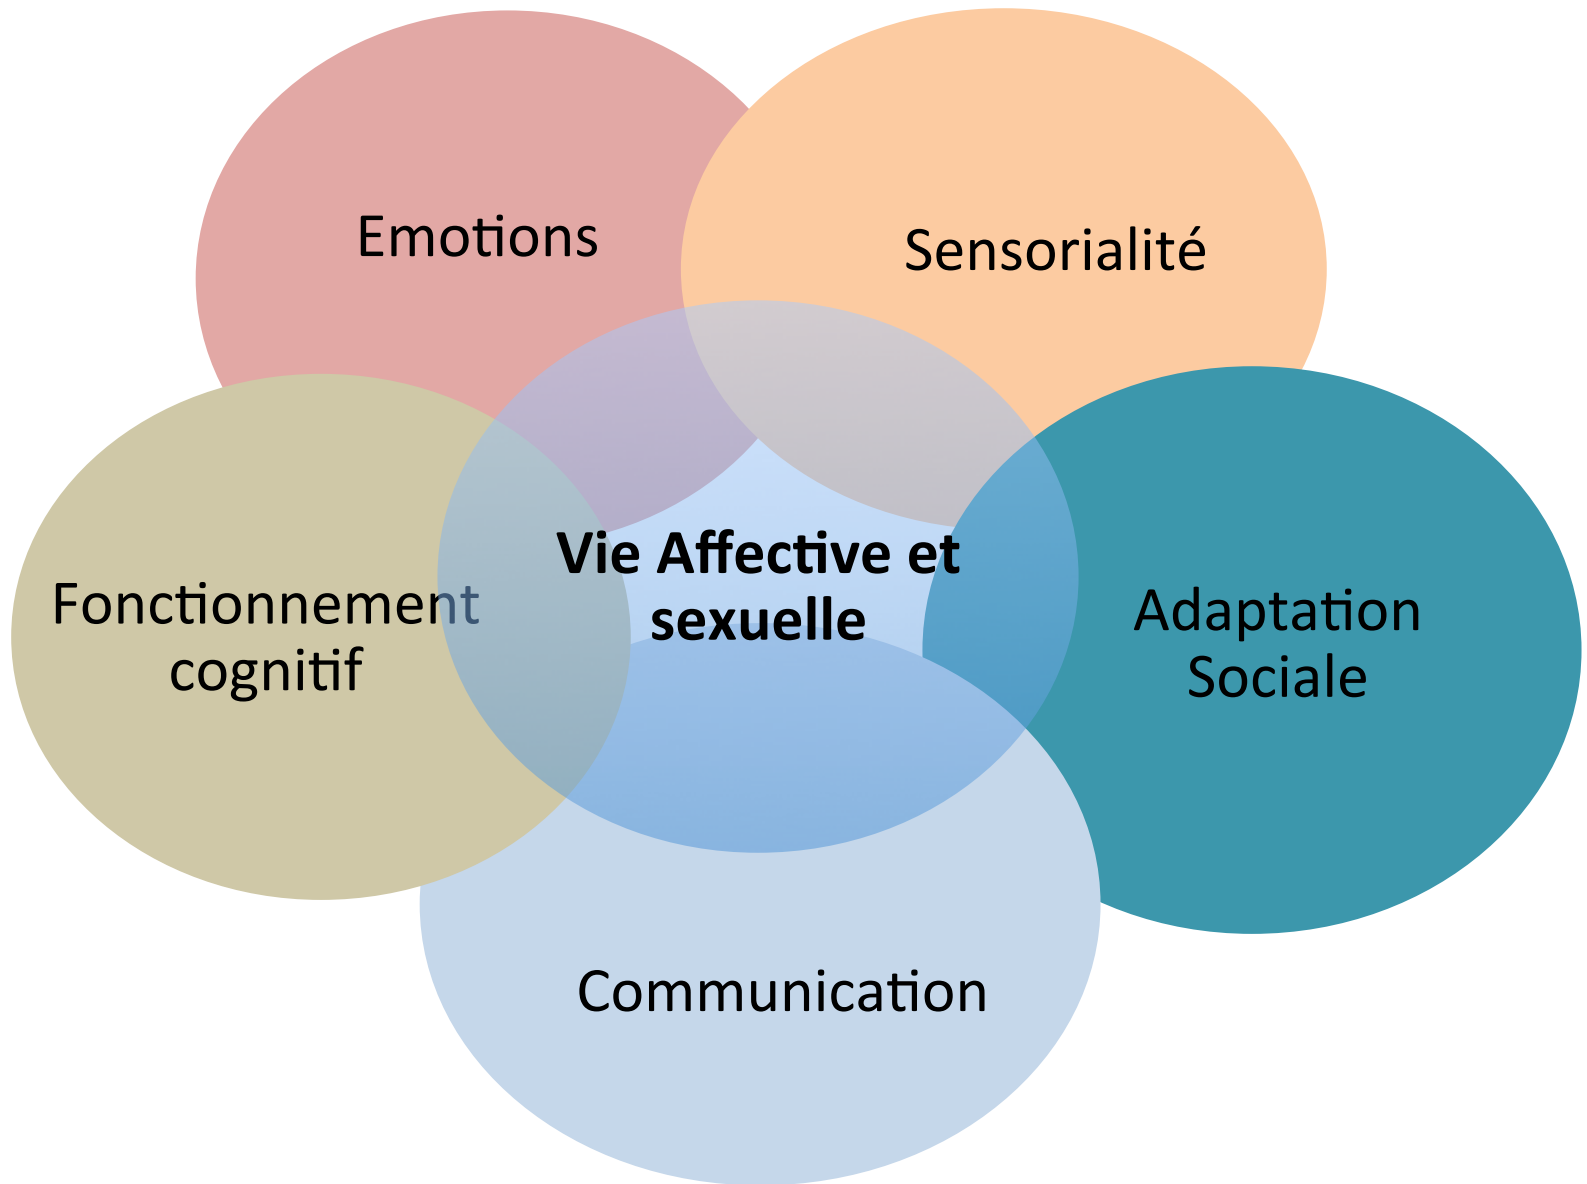 Emotions
Sensorialité
Vie Affective et
sexuelle
Fonctionnement
cognitif
Adaptation
Sociale
Communication